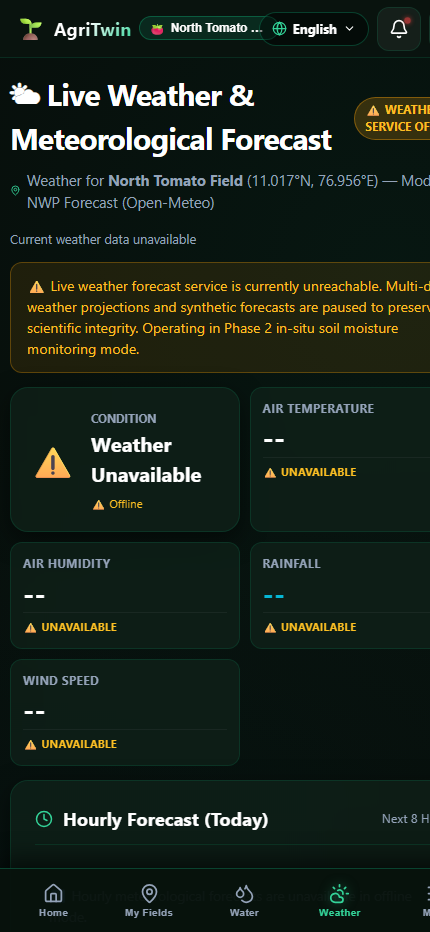 AgriTwin
North Tomato ...
English
Live Weather &
Meteorological Forecast
WEATHE
SERVICE OF
Weather for North Tomato Field (11.017°N, 76.956°E) — Mod
NWP Forecast (Open-Meteo)
Current weather data unavailable
Live weather forecast service is currently unreachable. Multi-d
weather projections and synthetic forecasts are paused to preserv
scientific integrity. Operating in Phase 2 in-situ soil moisture
monitoring mode.
CONDITION
Weather
Unavailable
Offline
AIR TEMPERATURE
--
UNAVAILABLE
AIR HUMIDITY
--
UNAVAILABLE
RAINFALL
--
UNAVAILABLE
WIND SPEED
--
UNAVAILABLE
Hourly Forecast (Today)
Next 8 H
Home
My Fields
Water
Weather
M